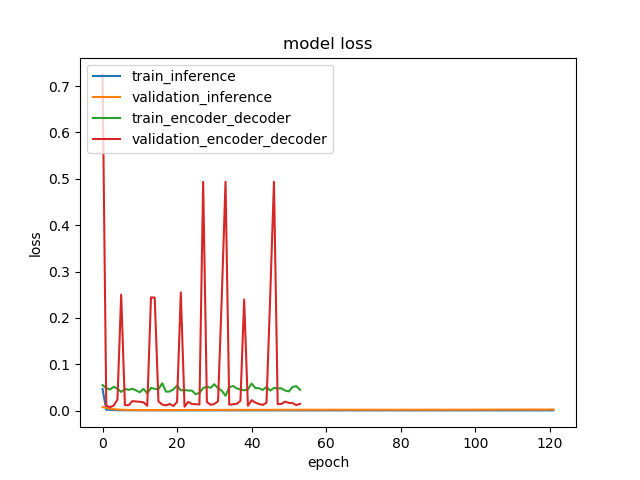 model loss
train_inference
validation_inference
train_encoder_decoder
validation_encoder_decoder
0.7
0.6
0.5
0.4
0.3
0.2
0.1
0.0
loss
0 20 40 60 80 100 120
epoch